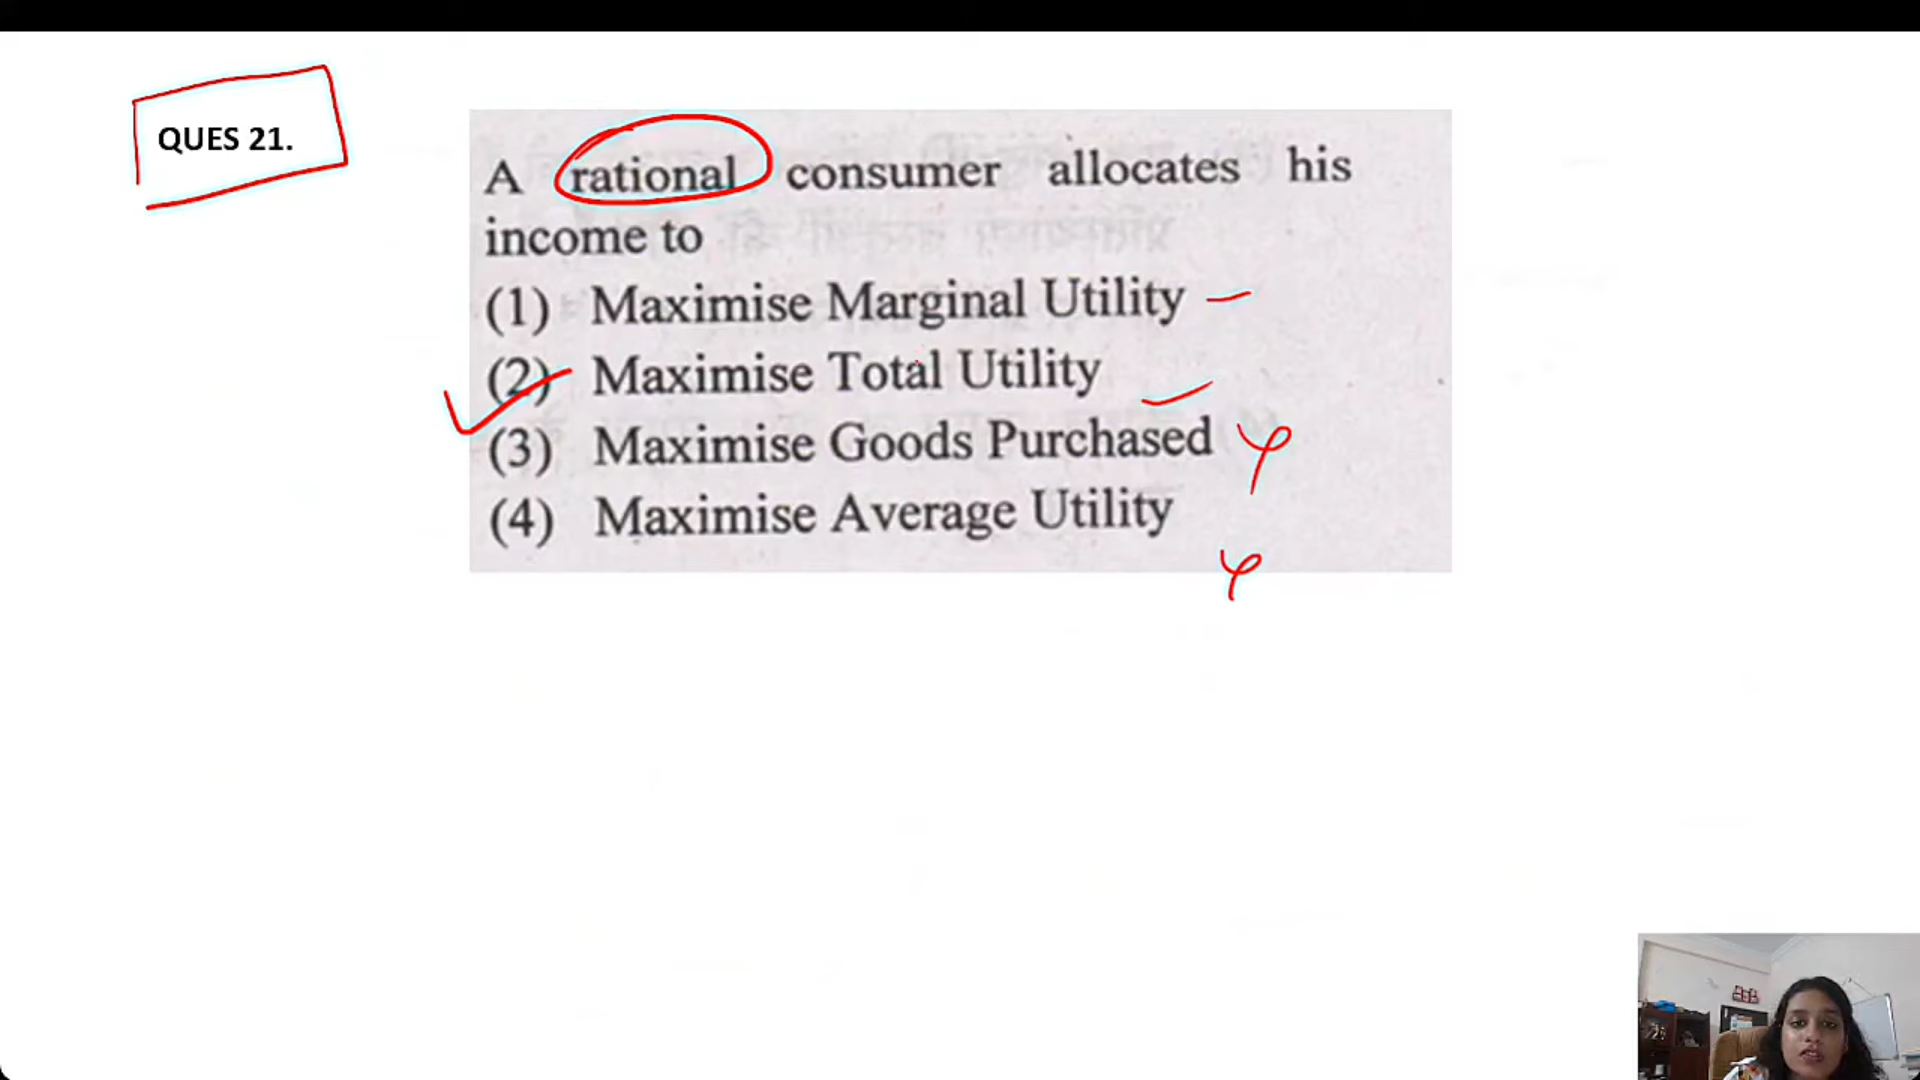 QUES 21.
A rational consumer allocates his
income to
(1) Maximise Marginal Utility
(2) Maximise Total Utility
(3) Maximise Goods Purchased
(4) Maximise Average Utility